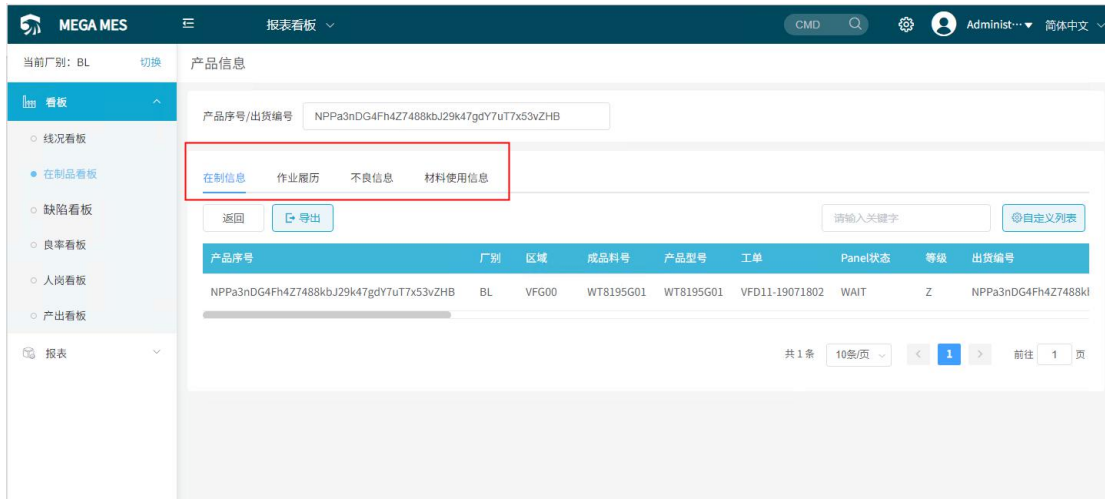 MEGA MES 报表看板 CMD Administ··· 简体中文
当前厂别：BL 切换 产品信息
看板
线况看板
在制品看板
缺陷看板
良率看板
人岗看板
产出看板
报表
产品序号/出货编号 NPPa3nDG4Fh4Z7488kbJ29k47gdY7uT7x53vZHB
在制信息 作业履历 不良信息 材料使用信息
返回 导出 请输入关键字 自定义列表
产品序号 厂别 区域 成品料号 产品型号 工单 Panel状态 等级 出货编号
NPPa3nDG4Fh4Z7488kbJ29k47gdY7uT7x53vZHB BL VFG00 WT8195G01 WT8195G01 VFD11-19071802 WAIT Z NPPa3nDG4Fh4Z7488k
共 1 条 10条/页 1 前往 1 页